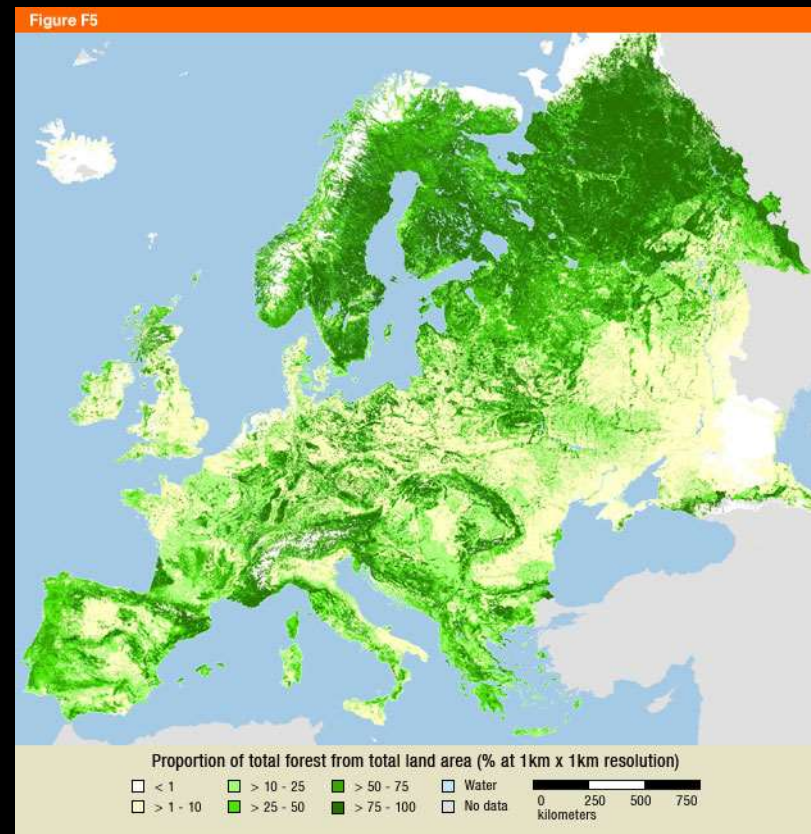 Figure F5
Proportion of total forest from total land area (% at 1km x 1km resolution)
< 1 > 10 - 25 > 50 - 75 Water
> 1 - 10 > 25 - 50 > 75 - 100 No data
0 250 500 750
kilometers